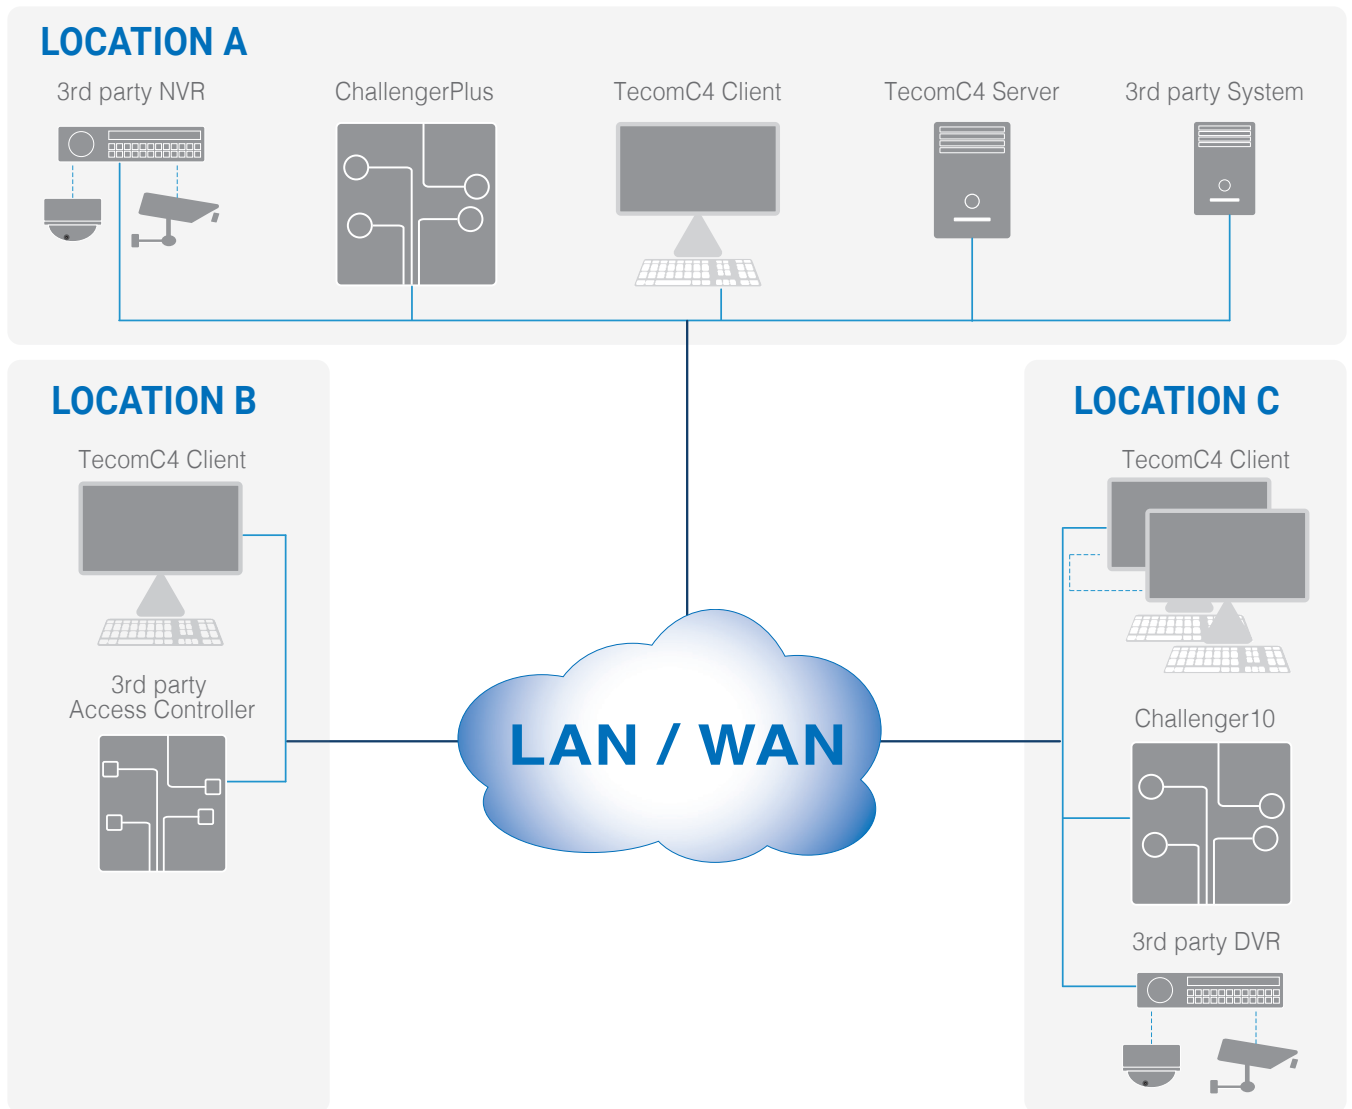 LOCATION A
3rd party NVR
ChallengerPlus
TecomC4 Client
TecomC4 Server
3rd party System
LOCATION B
TecomC4 Client
3rd party
Access Controller
LAN / WAN
LOCATION C
TecomC4 Client
Challenger10
3rd party DVR